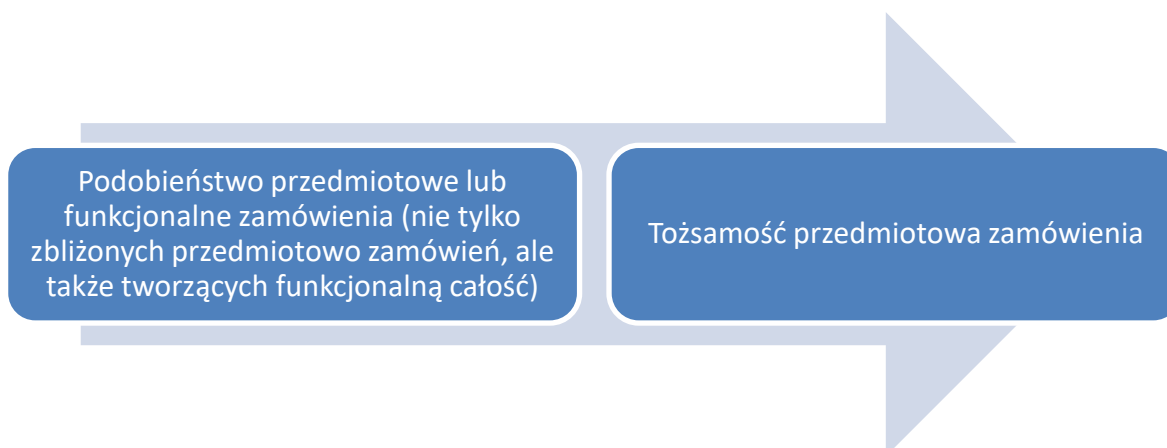 Podobieństwo przedmiotowe lub
funkcjonalne zamówienia (nie tylko
zbliżonych przedmiotowo zamówień, ale
także tworzących funkcjonalną całość)
Tożsamość przedmiotowa zamówienia